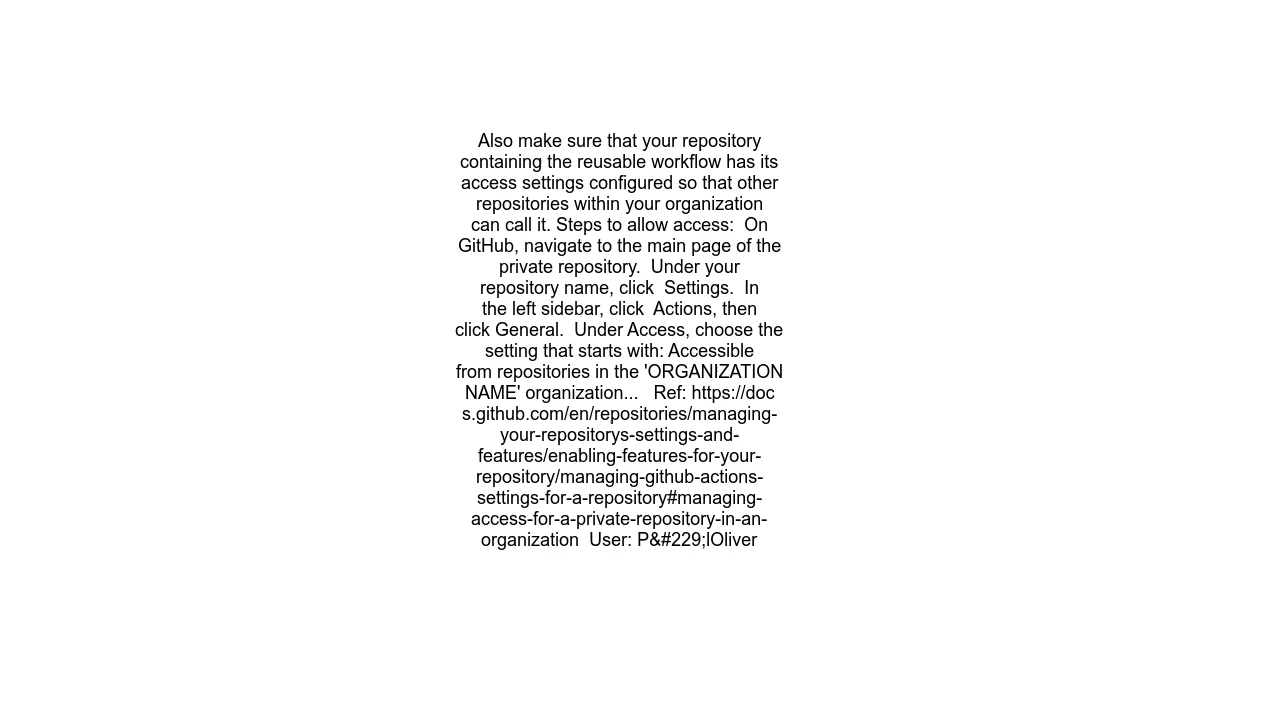 Also make sure that your repository
containing the reusable workflow has its
access settings configured so that other
repositories within your organization
can call it. Steps to allow access:  On
GitHub, navigate to the main page of the
private repository.  Under your
repository name, click  Settings.  In
the left sidebar, click  Actions, then
click General.  Under Access, choose the
setting that starts with: Accessible
from repositories in the 'ORGANIZATION
NAME' organization...   Ref: https://doc
s.github.com/en/repositories/managing-
your-repositorys-settings-and-
features/enabling-features-for-your-
repository/managing-github-actions-
settings-for-a-repository#managing-
access-for-a-private-repository-in-an-
organization  User: P&#229;lOliver